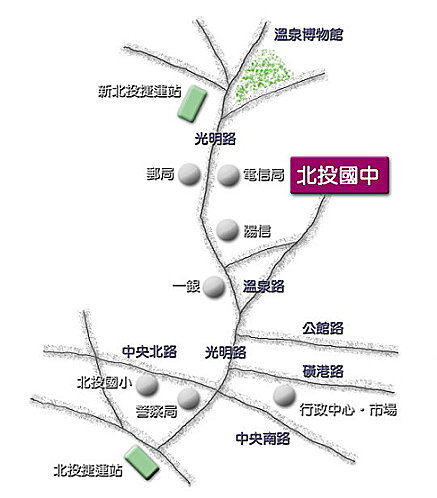 溫泉博物館
新北投捷運站
光明路
郵局
電信局
北投國中
陽信
一銀
溫泉路
公館路
中央北路
光明路
磺港路
北投國小
警察局
行政中心・市場
中央南路
北投捷運站